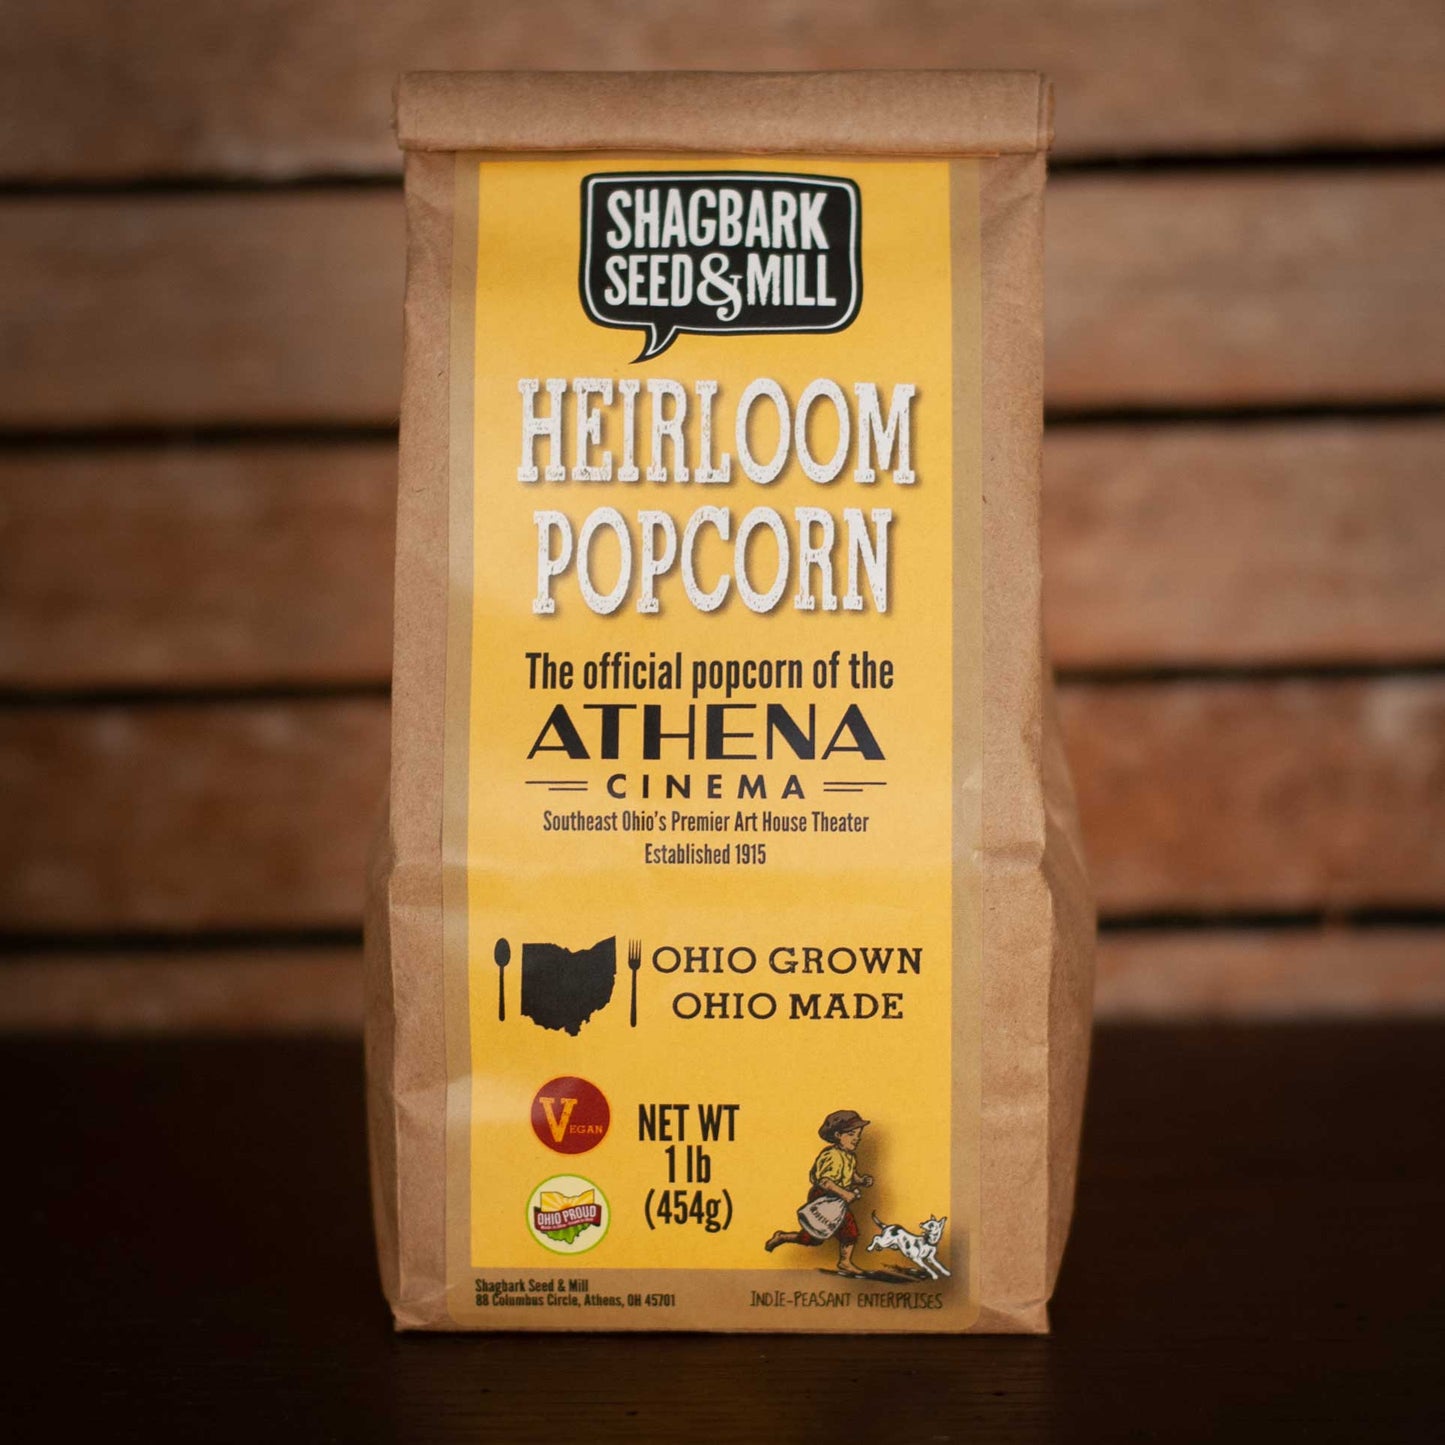 SHAGBARK
SEED & MILL
HEIRLOOM
POPCORN
The official popcorn of the
ATHENA
CINEMA
Southeast Ohio's Premier Art House Theater
Established 1915
OHIO GROWN
OHIO MADE
VEGAN
NET WT
1 lb
(454g)
OHIO PROUD
Shagbark Seed & Mill
88 Columbus Circle, Athens, OH 45701
INDIE-PEASANT ENTERPRISES